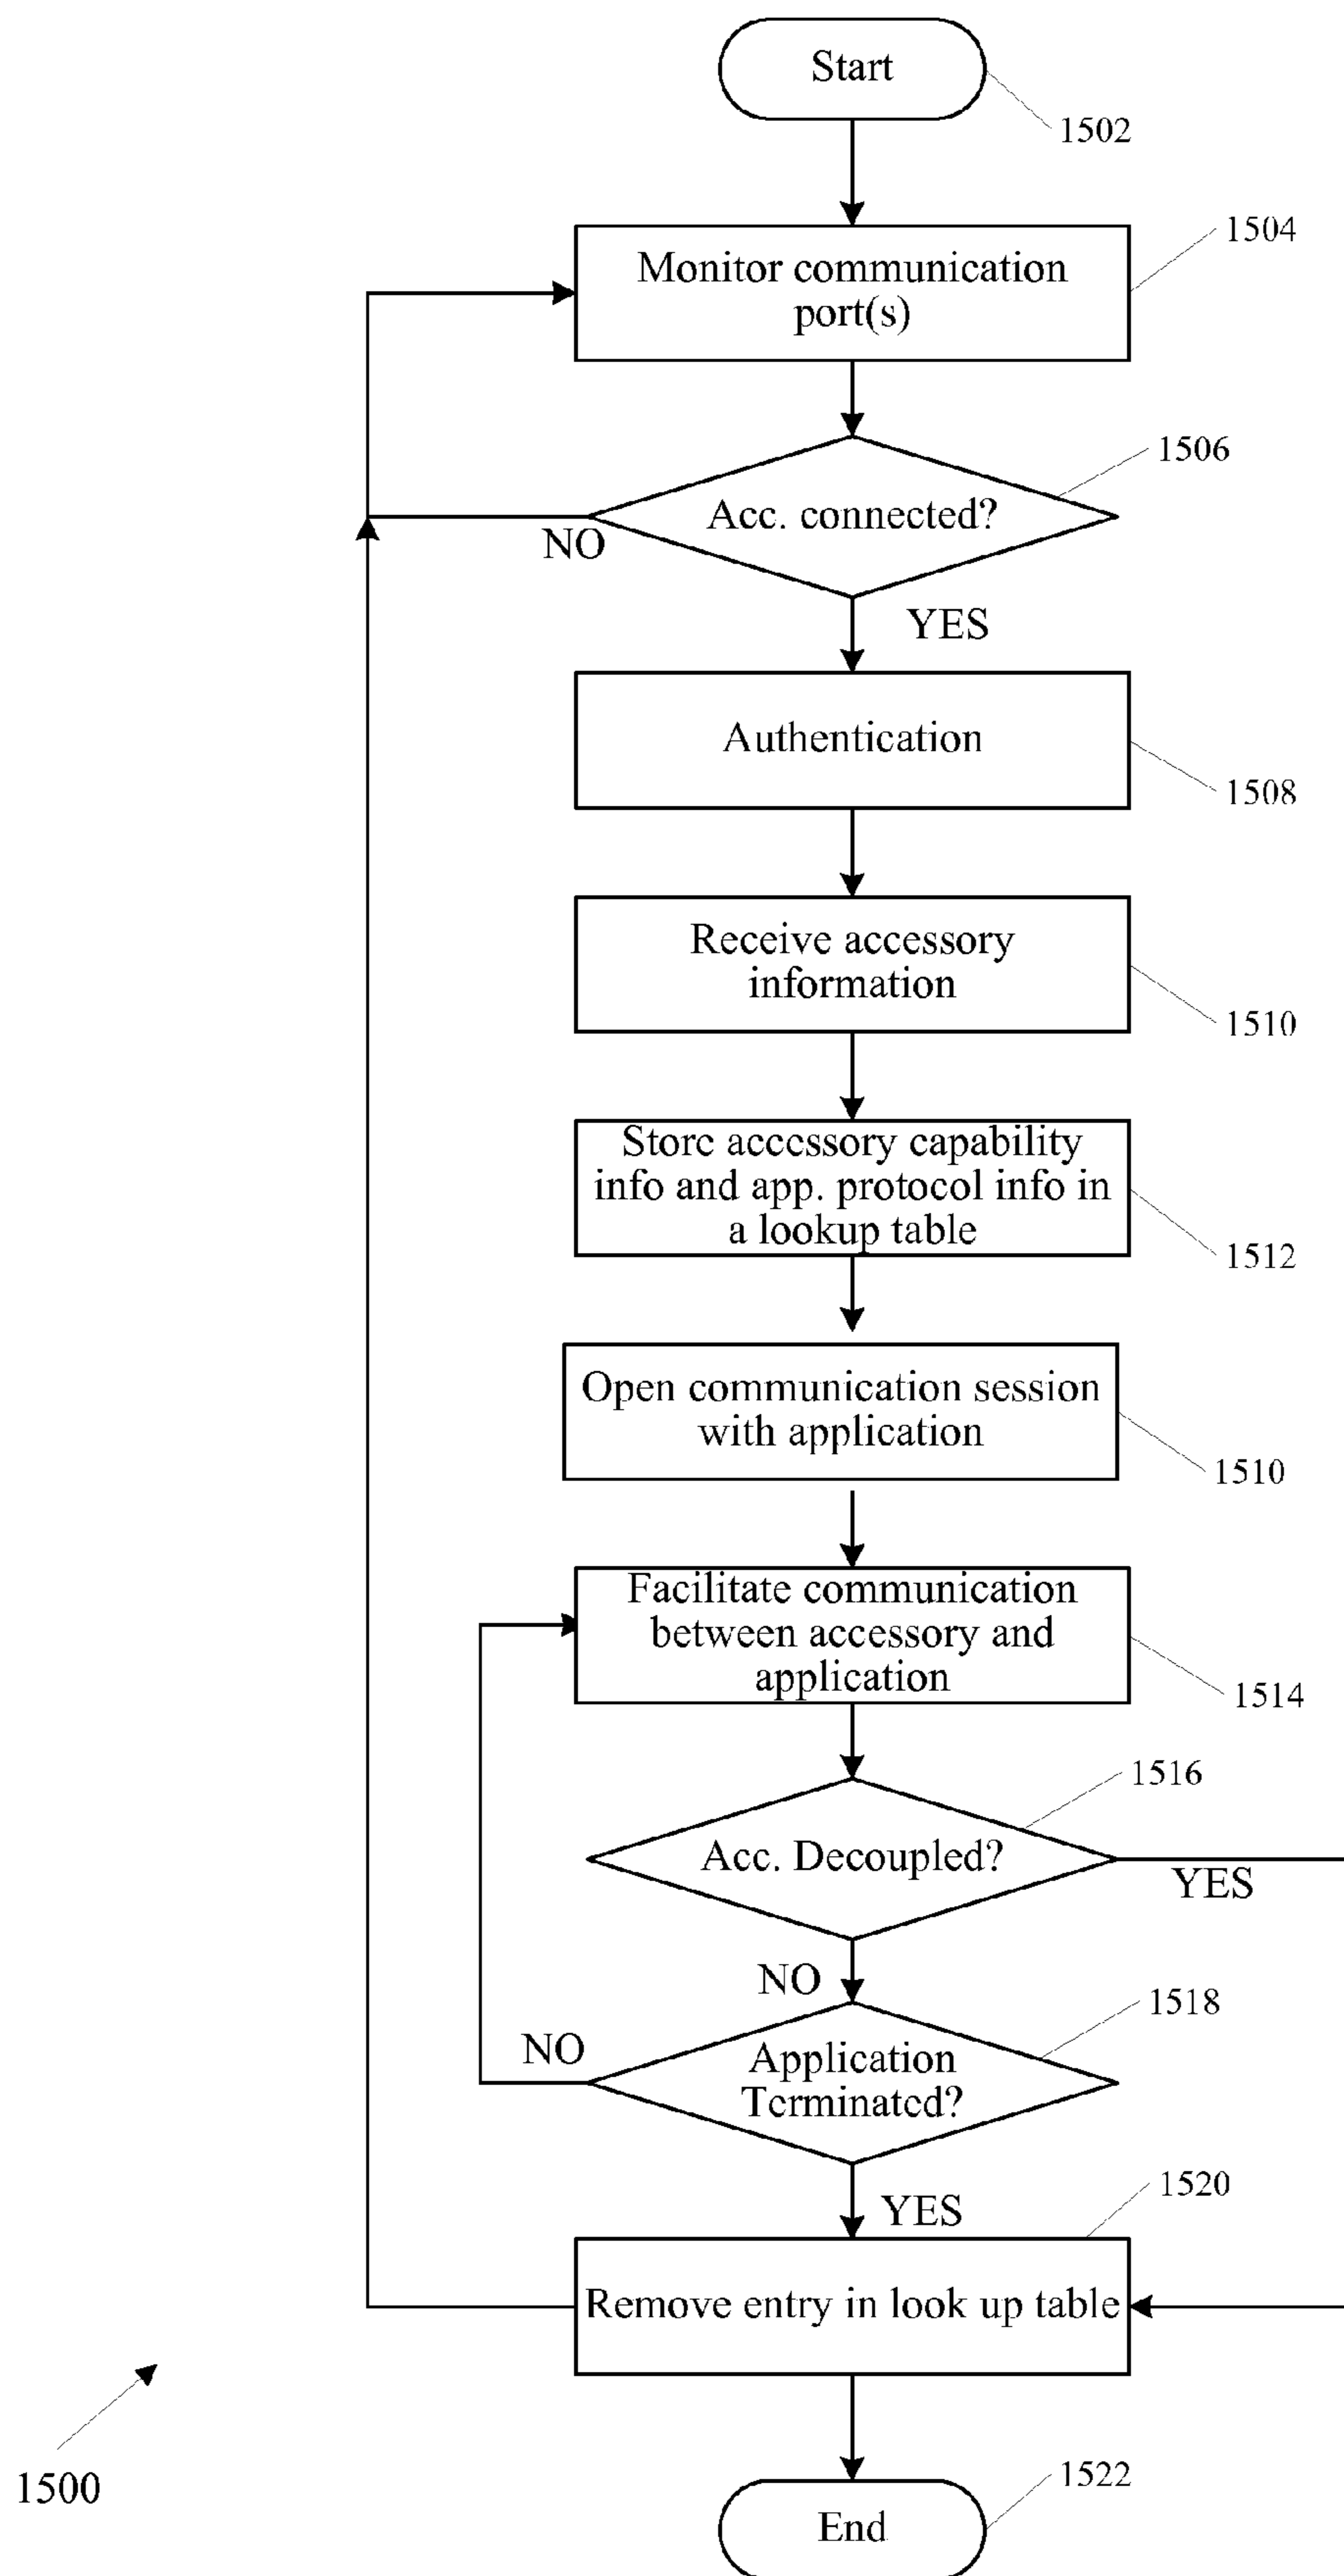 Start
1502
Monitor communication
port(s)
1504
Acc. connected?
1506
NO
YES
Authentication
1508
Receive accessory
information
1510
Store accessory capability
info and app. protocol info in
a lookup table
1512
Open communication session
with application
1510
Facilitate communication
between accessory and
application
1514
Acc. Decoupled?
1516
YES
NO
Application
Terminated?
1518
NO
YES
Remove entry in look up table
1520
End
1522
1500